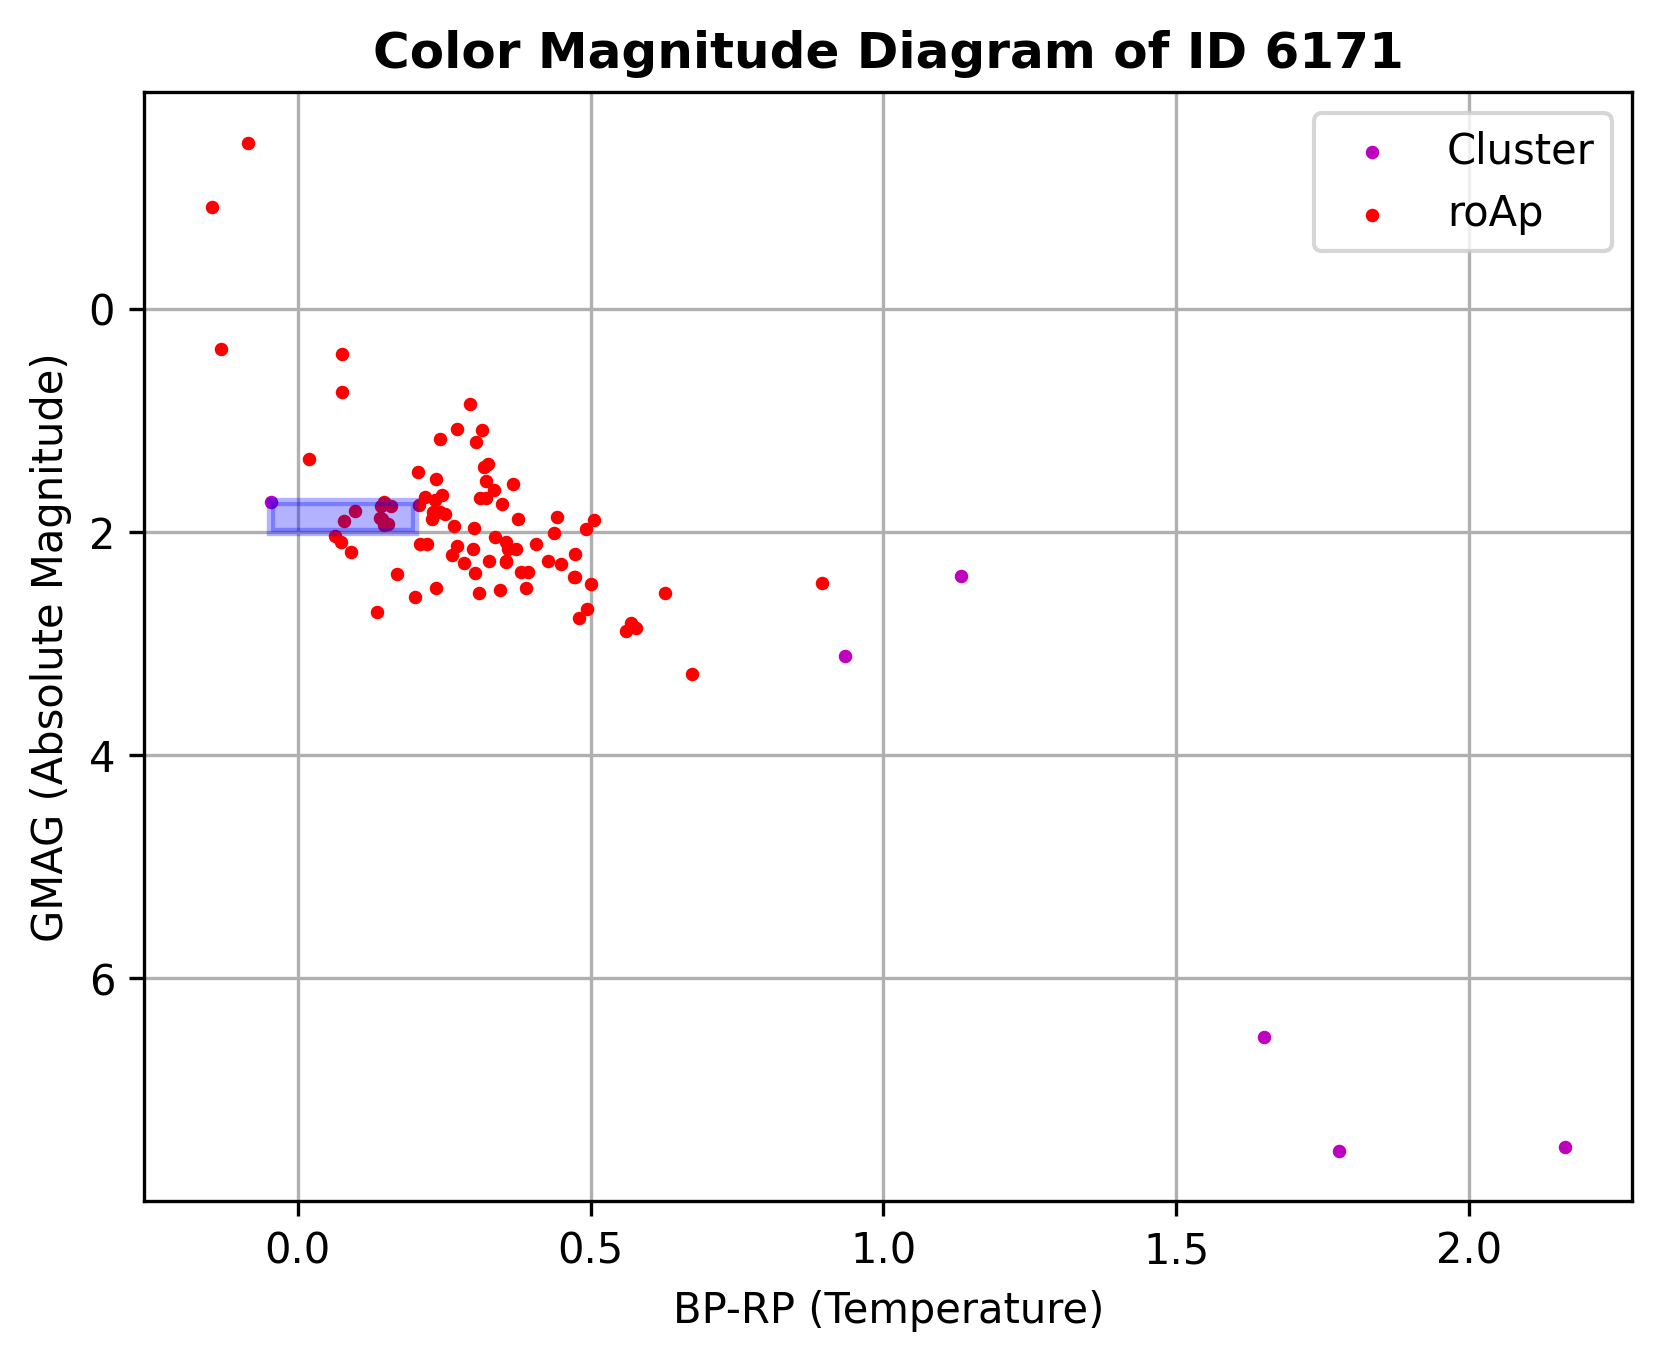 Color Magnitude Diagram of ID 6171
Cluster
roAp
GMAG (Absolute Magnitude)
0
2
4
6
0.0 0.5 1.0 1.5 2.0
BP-RP (Temperature)